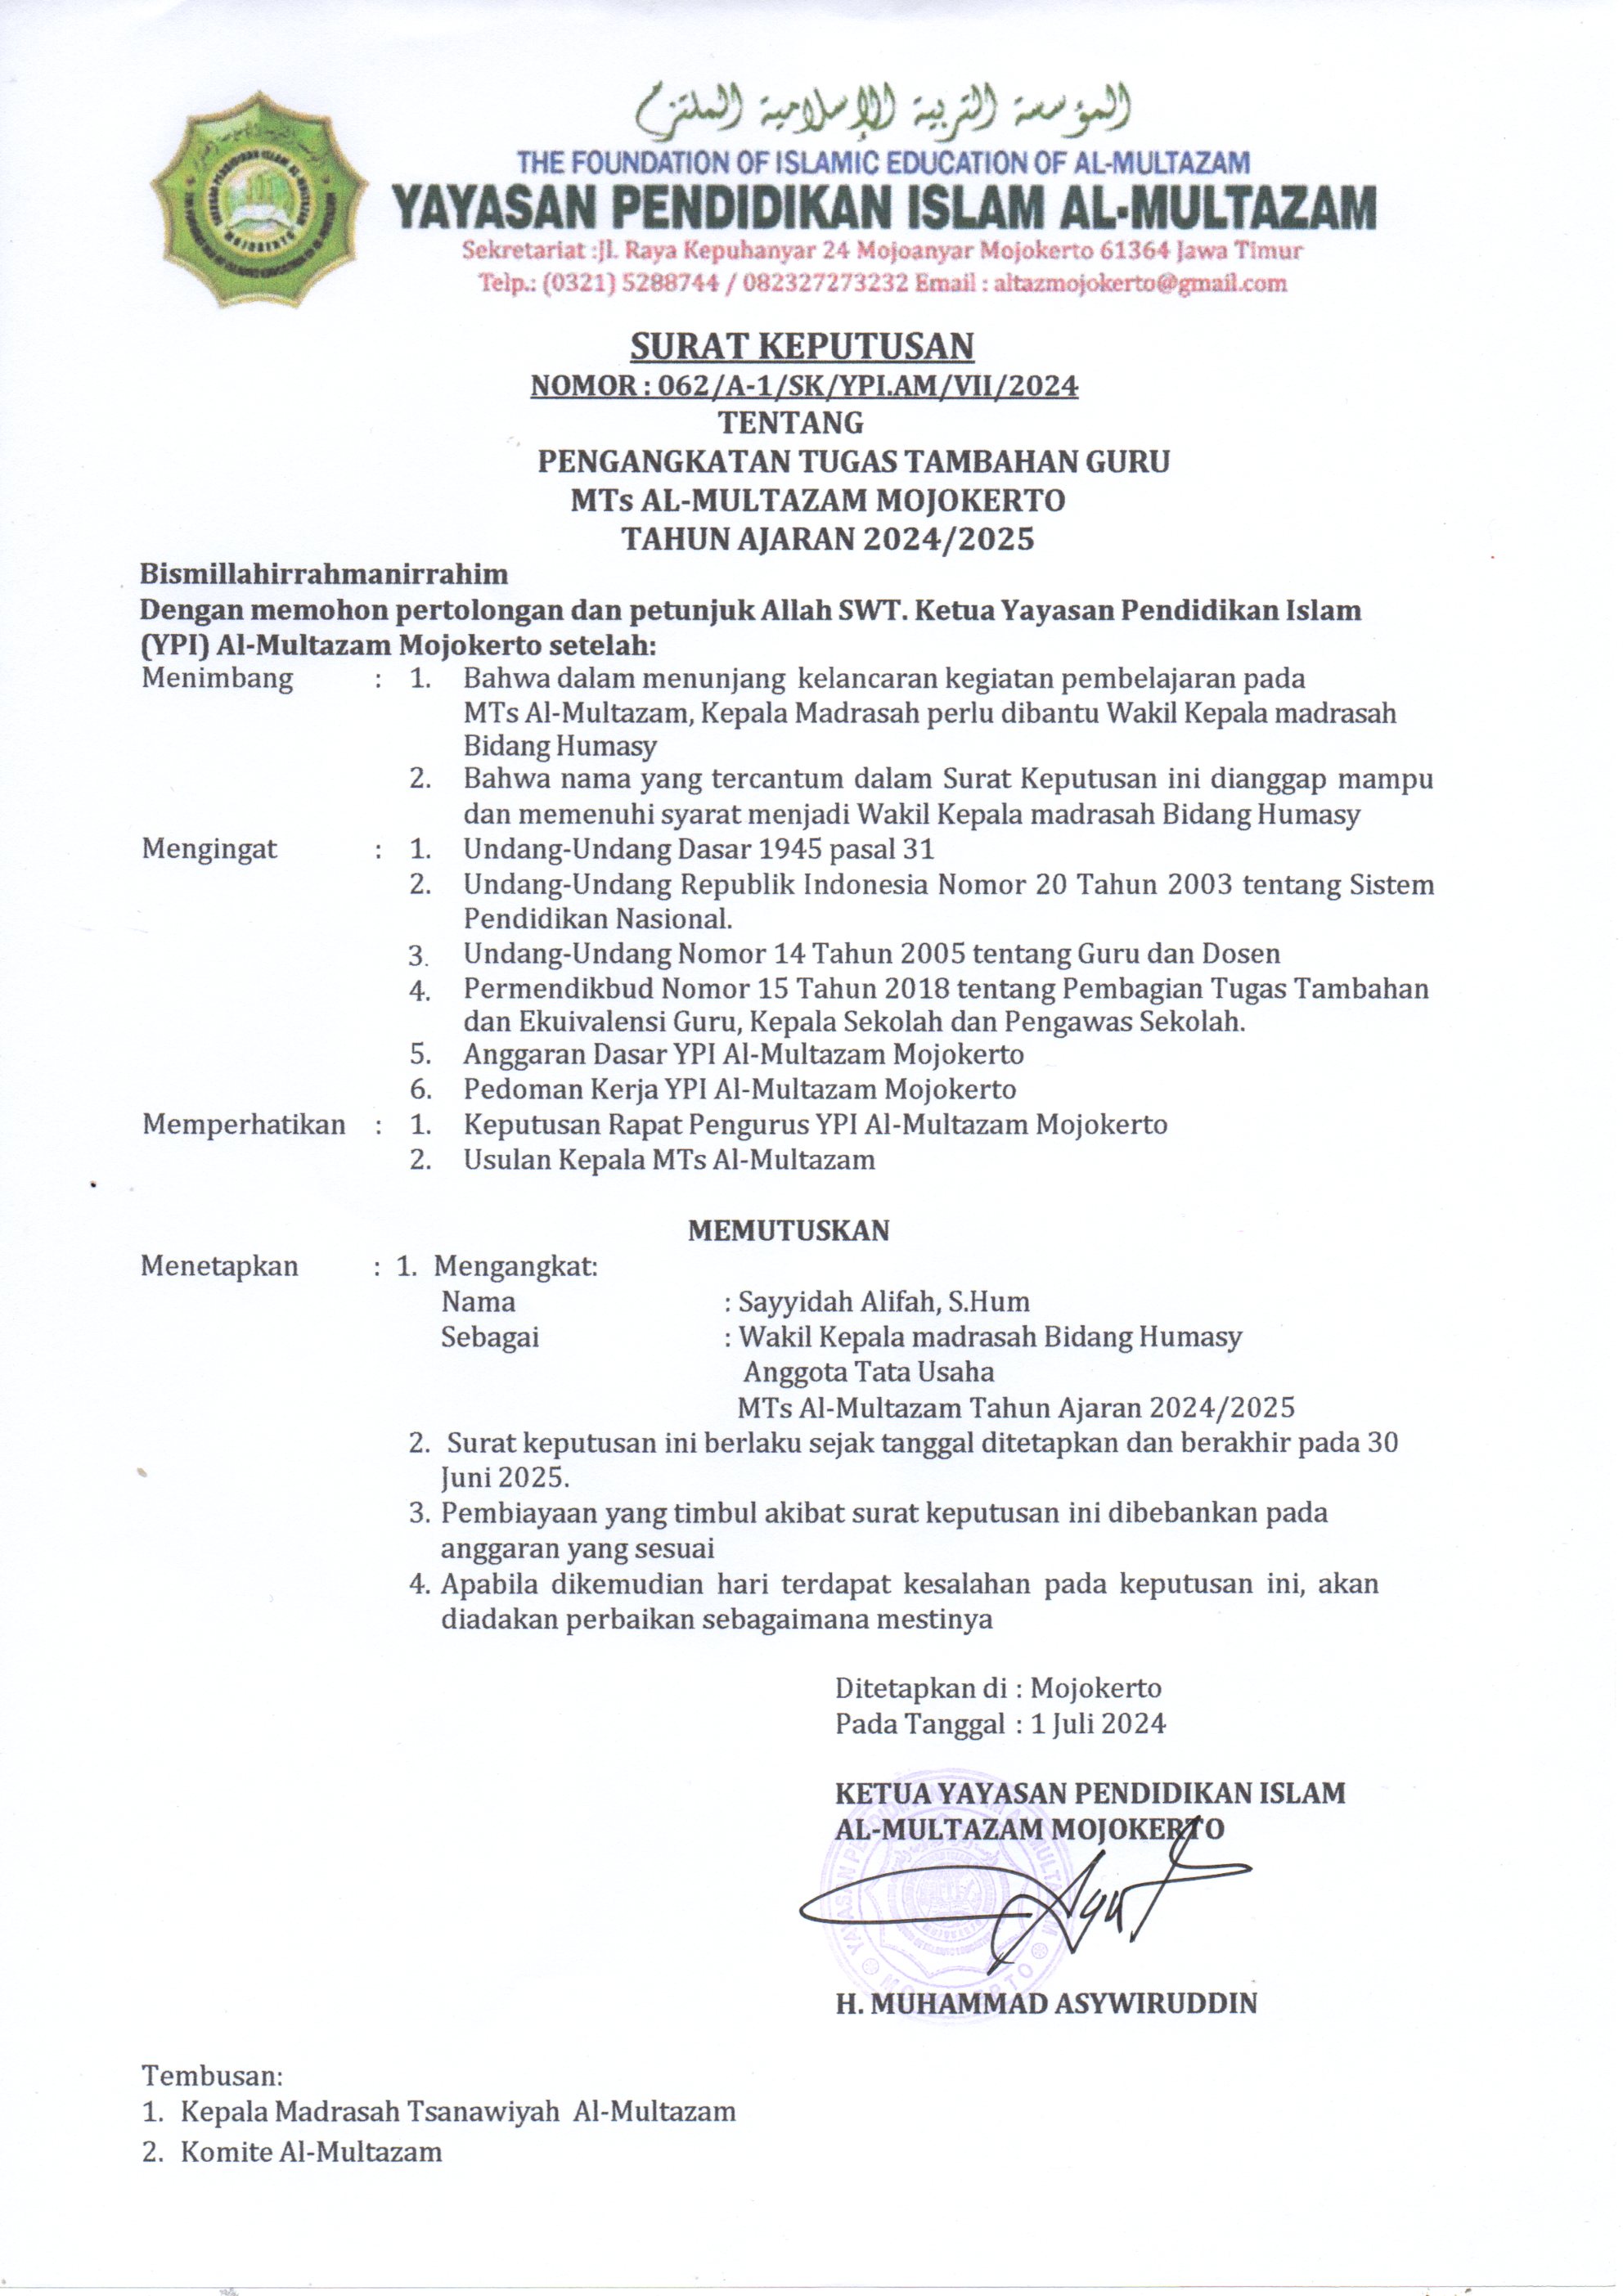 المؤسسة التربية الإسلامية الملتزم
THE FOUNDATION OF ISLAMIC EDUCATION OF AL-MULTAZAM
YAYASAN PENDIDIKAN ISLAM AL-MULTAZAM
Sekretariat :Jl. Raya Kepuhanyar 24 Mojoanyar Mojokerto 61364 Jawa Timur
Telp.: (0321) 5288744 / 082327273232 Email : altazmojokerto@gmail.com
SURAT KEPUTUSAN
NOMOR : 062/A-1/SK/YPI.AM/VII/2024
TENTANG
PENGANGKATAN TUGAS TAMBAHAN GURU
MTs AL-MULTAZAM MOJOKERTO
TAHUN AJARAN 2024/2025
Bismillahirrahmanirrahim
Dengan memohon pertolongan dan petunjuk Allah SWT. Ketua Yayasan Pendidikan Islam
(YPI) Al-Multazam Mojokerto setelah:
Menimbang : 1. Bahwa dalam menunjang kelancaran kegiatan pembelajaran pada
MTs Al-Multazam, Kepala Madrasah perlu dibantu Wakil Kepala madrasah
Bidang Humasy
2. Bahwa nama yang tercantum dalam Surat Keputusan ini dianggap mampu
dan memenuhi syarat menjadi Wakil Kepala madrasah Bidang Humasy
Mengingat : 1. Undang-Undang Dasar 1945 pasal 31
2. Undang-Undang Republik Indonesia Nomor 20 Tahun 2003 tentang Sistem
Pendidikan Nasional.
3. Undang-Undang Nomor 14 Tahun 2005 tentang Guru dan Dosen
4. Permendikbud Nomor 15 Tahun 2018 tentang Pembagian Tugas Tambahan
dan Ekuivalensi Guru, Kepala Sekolah dan Pengawas Sekolah.
5. Anggaran Dasar YPI Al-Multazam Mojokerto
6. Pedoman Kerja YPI Al-Multazam Mojokerto
Memperhatikan : 1. Keputusan Rapat Pengurus YPI Al-Multazam Mojokerto
2. Usulan Kepala MTs Al-Multazam
MEMUTUSKAN
Menetapkan : 1. Mengangkat:
Nama : Sayyidah Alifah, S.Hum
Sebagai : Wakil Kepala madrasah Bidang Humasy
Anggota Tata Usaha
MTs Al-Multazam Tahun Ajaran 2024/2025
2. Surat keputusan ini berlaku sejak tanggal ditetapkan dan berakhir pada 30
Juni 2025.
3. Pembiayaan yang timbul akibat surat keputusan ini dibebankan pada
anggaran yang sesuai
4. Apabila dikemudian hari terdapat kesalahan pada keputusan ini, akan
diadakan perbaikan sebagaimana mestinya
Ditetapkan di : Mojokerto
Pada Tanggal : 1 Juli 2024
KETUA YAYASAN PENDIDIKAN ISLAM
AL-MULTAZAM MOJOKERTO
H. MUHAMMAD ASYWIRUDDIN
Tembusan:
1. Kepala Madrasah Tsanawiyah Al-Multazam
2. Komite Al-Multazam